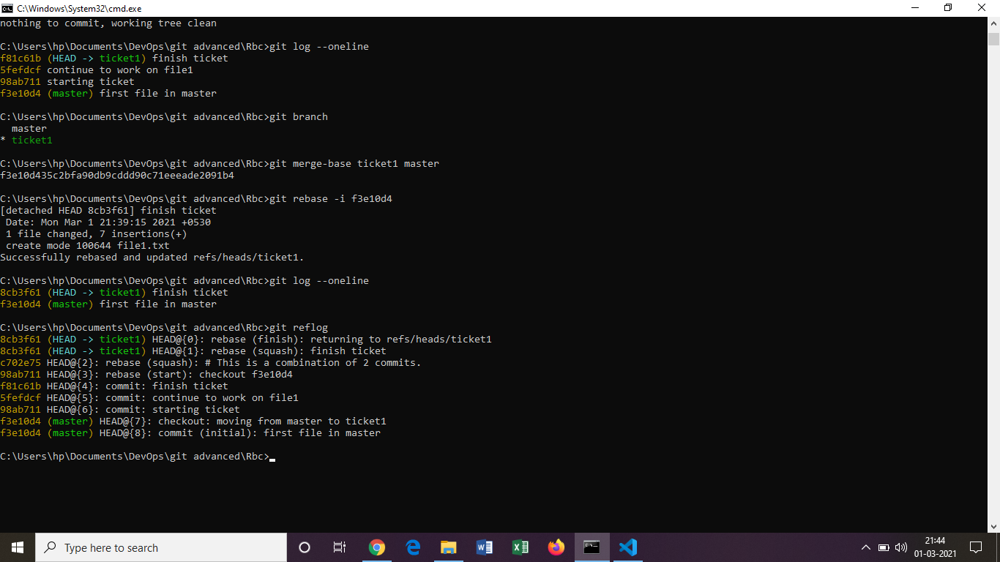 C:\Windows\System32\cmd.exe
nothing to commit, working tree clean
C:\Users\hp\Documents\DevOps\git advanced\Rbc>git log --oneline
f81c61b (HEAD -> ticket1) finish ticket
5fefdcf continue to work on file1
98ab711 starting ticket
f3e10d4 (master) first file in master
C:\Users\hp\Documents\DevOps\git advanced\Rbc>git branch
  master
* ticket1
C:\Users\hp\Documents\DevOps\git advanced\Rbc>git merge-base ticket1 master
f3e10d435c2bfa90db9cddd90c71eeeade2091b4
C:\Users\hp\Documents\DevOps\git advanced\Rbc>git rebase -i f3e10d4
[detached HEAD 8cb3f61] finish ticket
 Date: Mon Mar 1 21:39:15 2021 +0530
 1 file changed, 7 insertions(+)
 create mode 100644 file1.txt
Successfully rebased and updated refs/heads/ticket1.
C:\Users\hp\Documents\DevOps\git advanced\Rbc>git log --oneline
8cb3f61 (HEAD -> ticket1) finish ticket
f3e10d4 (master) first file in master
C:\Users\hp\Documents\DevOps\git advanced\Rbc>git reflog
8cb3f61 (HEAD -> ticket1) HEAD@{0}: rebase (finish): returning to refs/heads/ticket1
8cb3f61 (HEAD -> ticket1) HEAD@{1}: rebase (squash): finish ticket
c702e75 HEAD@{2}: rebase (squash): # This is a combination of 2 commits.
98ab711 HEAD@{3}: rebase (start): checkout f3e10d4
f81c61b HEAD@{4}: commit: finish ticket
5fefdcf HEAD@{5}: commit: continue to work on file1
98ab711 HEAD@{6}: commit: starting ticket
f3e10d4 (master) HEAD@{7}: checkout: moving from master to ticket1
f3e10d4 (master) HEAD@{8}: commit (initial): first file in master
C:\Users\hp\Documents\DevOps\git advanced\Rbc>
Type here to search
21:44
01-03-2021